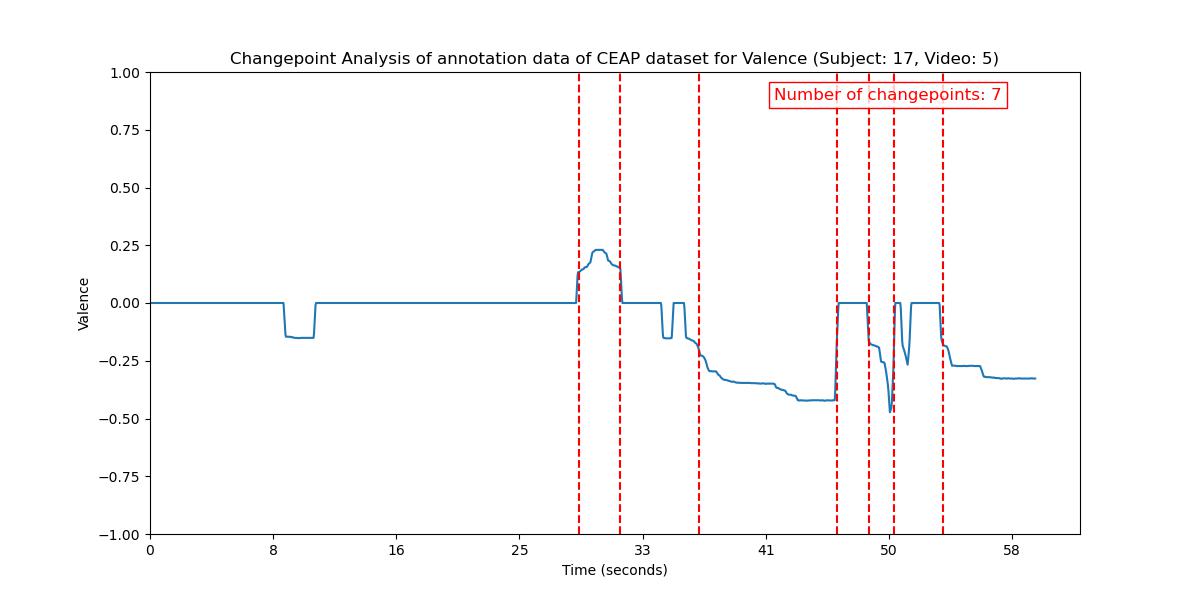 Changepoint Analysis of annotation data of CEAP dataset for Valence (Subject: 17, Video: 5)
Number of changepoints: 7
Valence
1.00
0.75
0.50
0.25
0.00
−0.25
−0.50
−0.75
−1.00
0 8 16 25 33 41 50 58
Time (seconds)